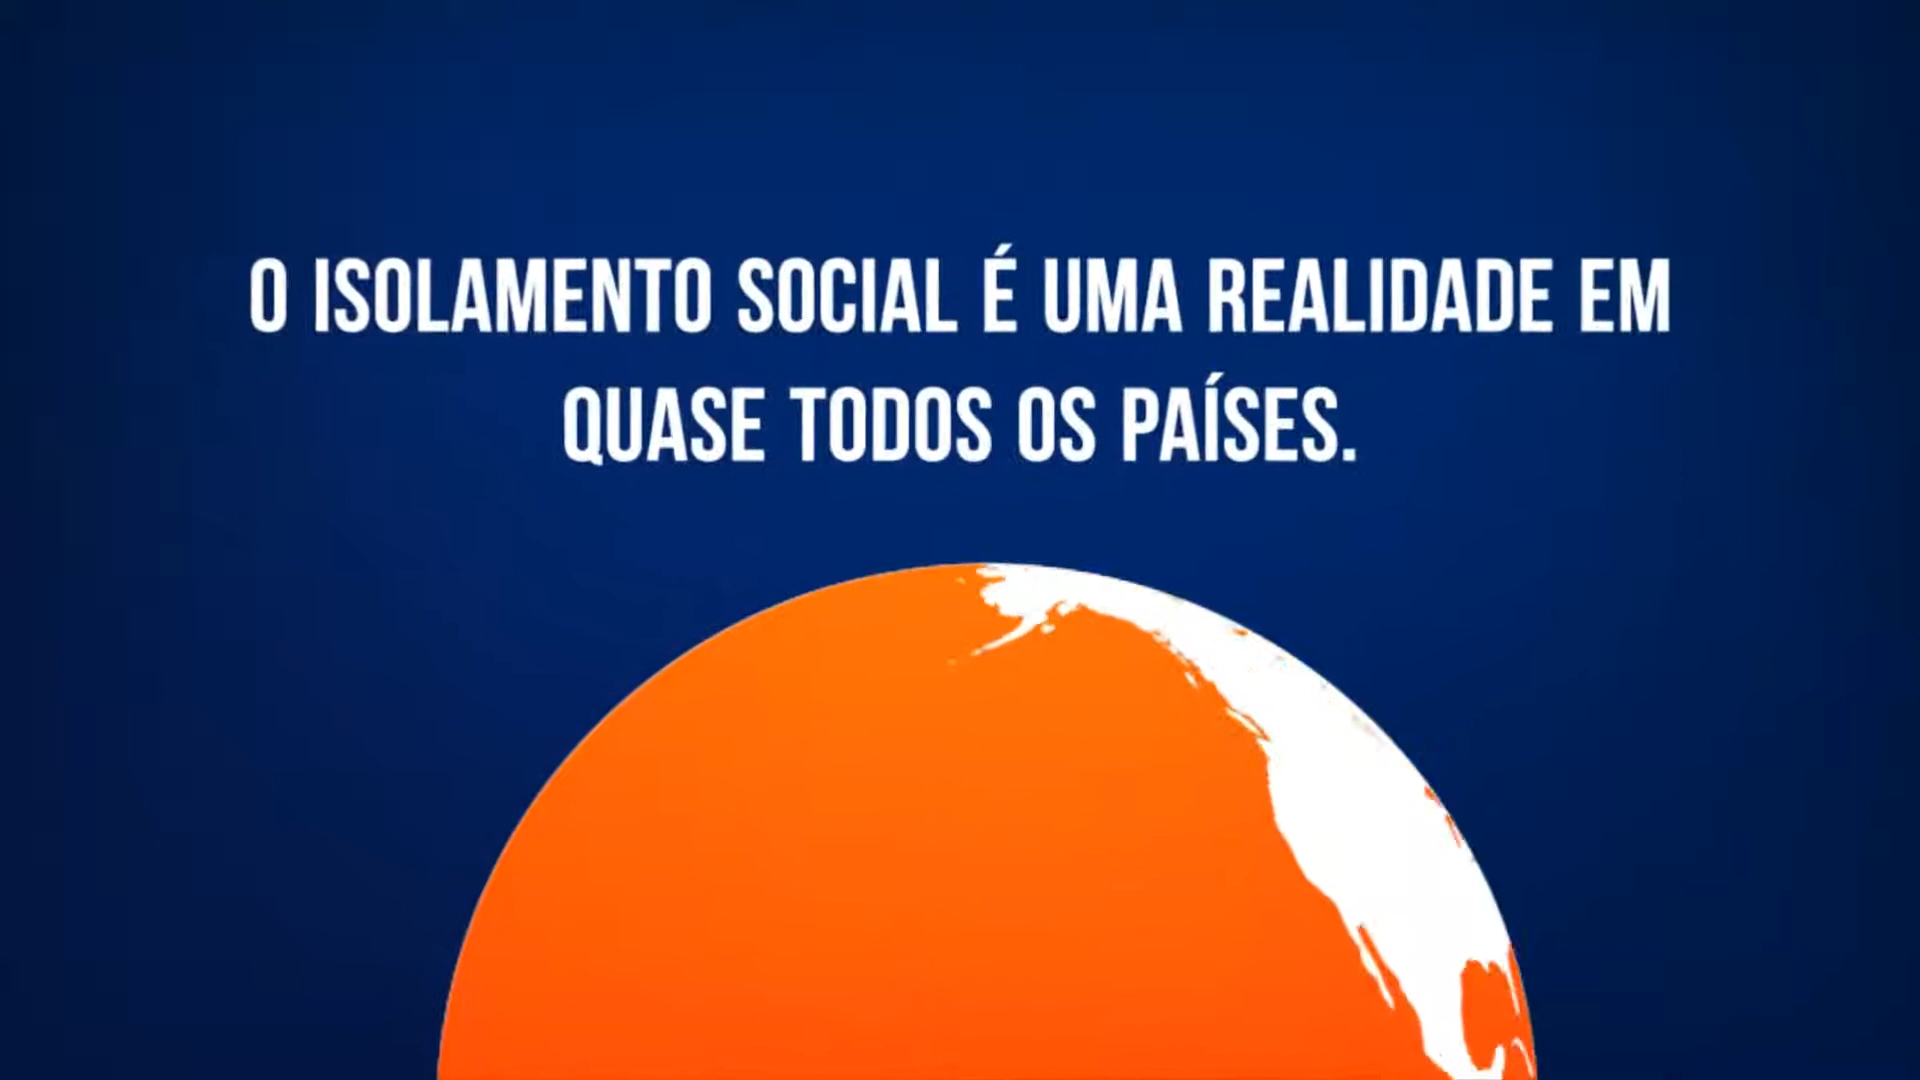 O ISOLAMENTO SOCIAL É UMA REALIDADE EM
QUASE TODOS OS PAÍSES.